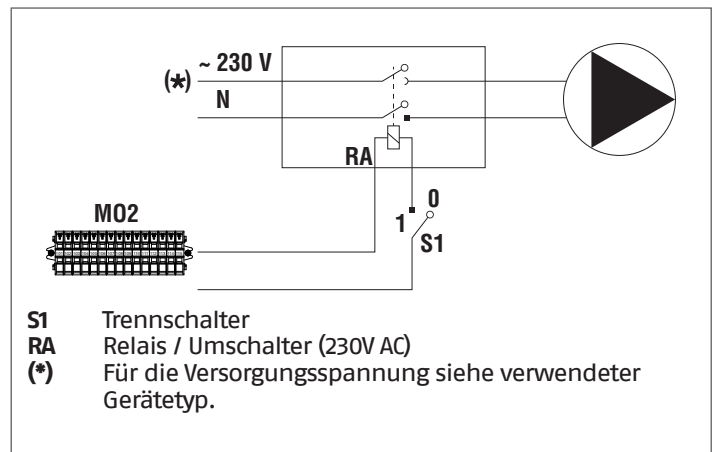 ~ 230 V
(*)
N
RA
MO2
0
1
S1
S1 Trennschalter
RA Relais / Umschalter (230V AC)
(*) Für die Versorgungsspannung siehe verwendeter
Gerätetyp.